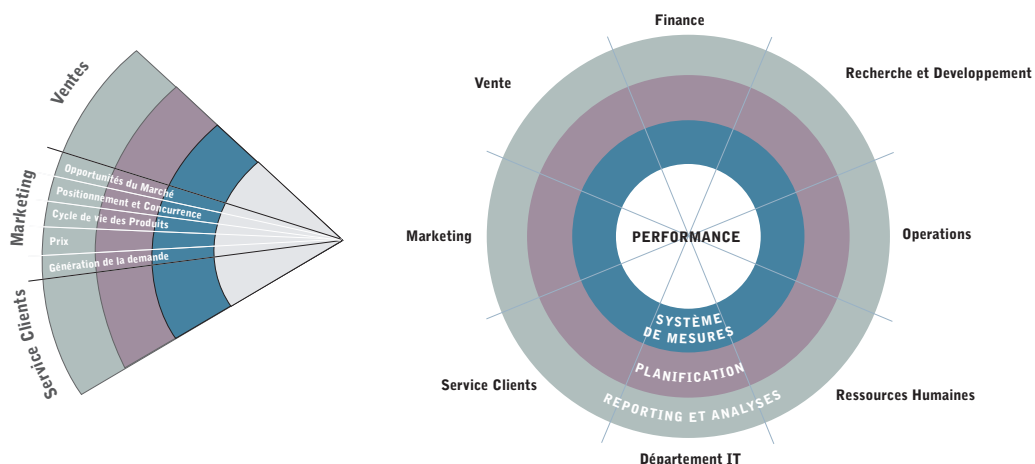 Ventes
Marketing
Service Clients
Opportunités du Marché
Positionnement et Concurrence
Cycle de vie des Produits
Prix
Génération de la demande
Finance
Vente
Recherche et Developpement
Marketing
PERFORMANCE
Operations
SYSTÈME
DE MESURES
PLANIFICATION
REPORTING ET ANALYSES
Service Clients
Ressources Humaines
Département IT